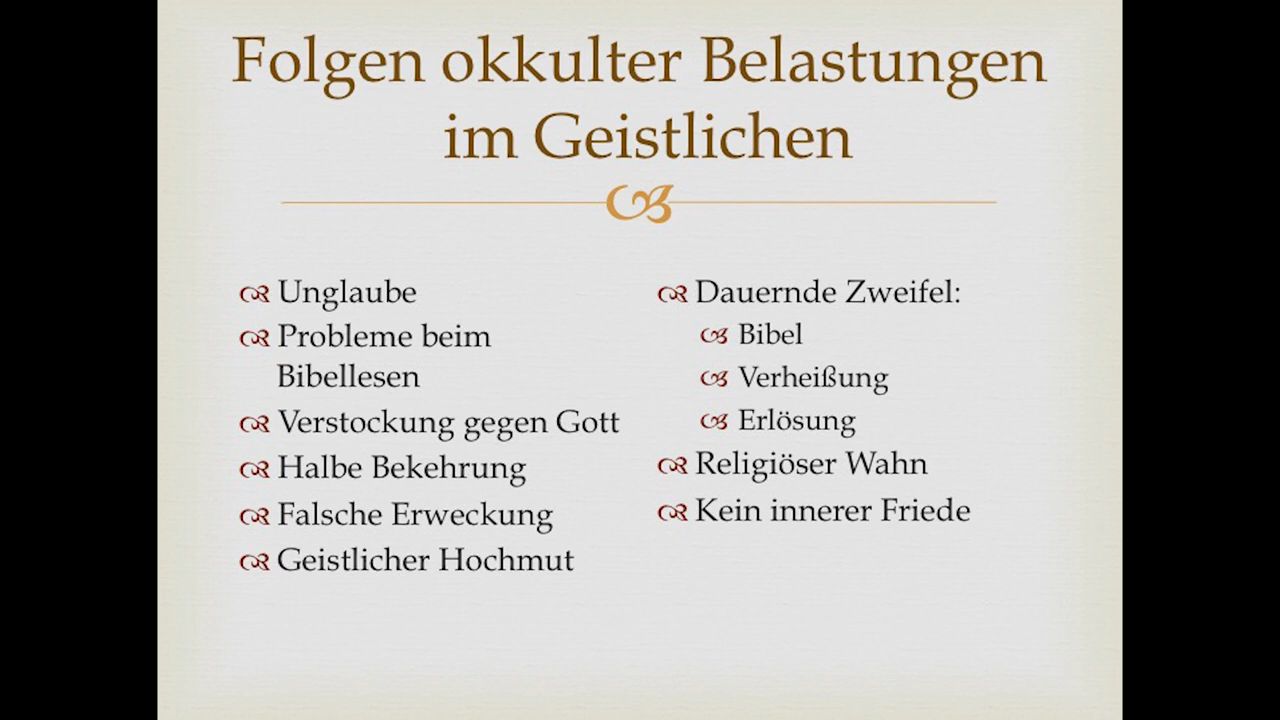 Folgen okkulter Belastungen
im Geistlichen
Unglaube
Probleme beim
Bibellesen
Verstockung gegen Gott
Halbe Bekehrung
Falsche Erweckung
Geistlicher Hochmut
Dauernde Zweifel:
Bibel
Verheißung
Erlösung
Religiöser Wahn
Kein innerer Friede